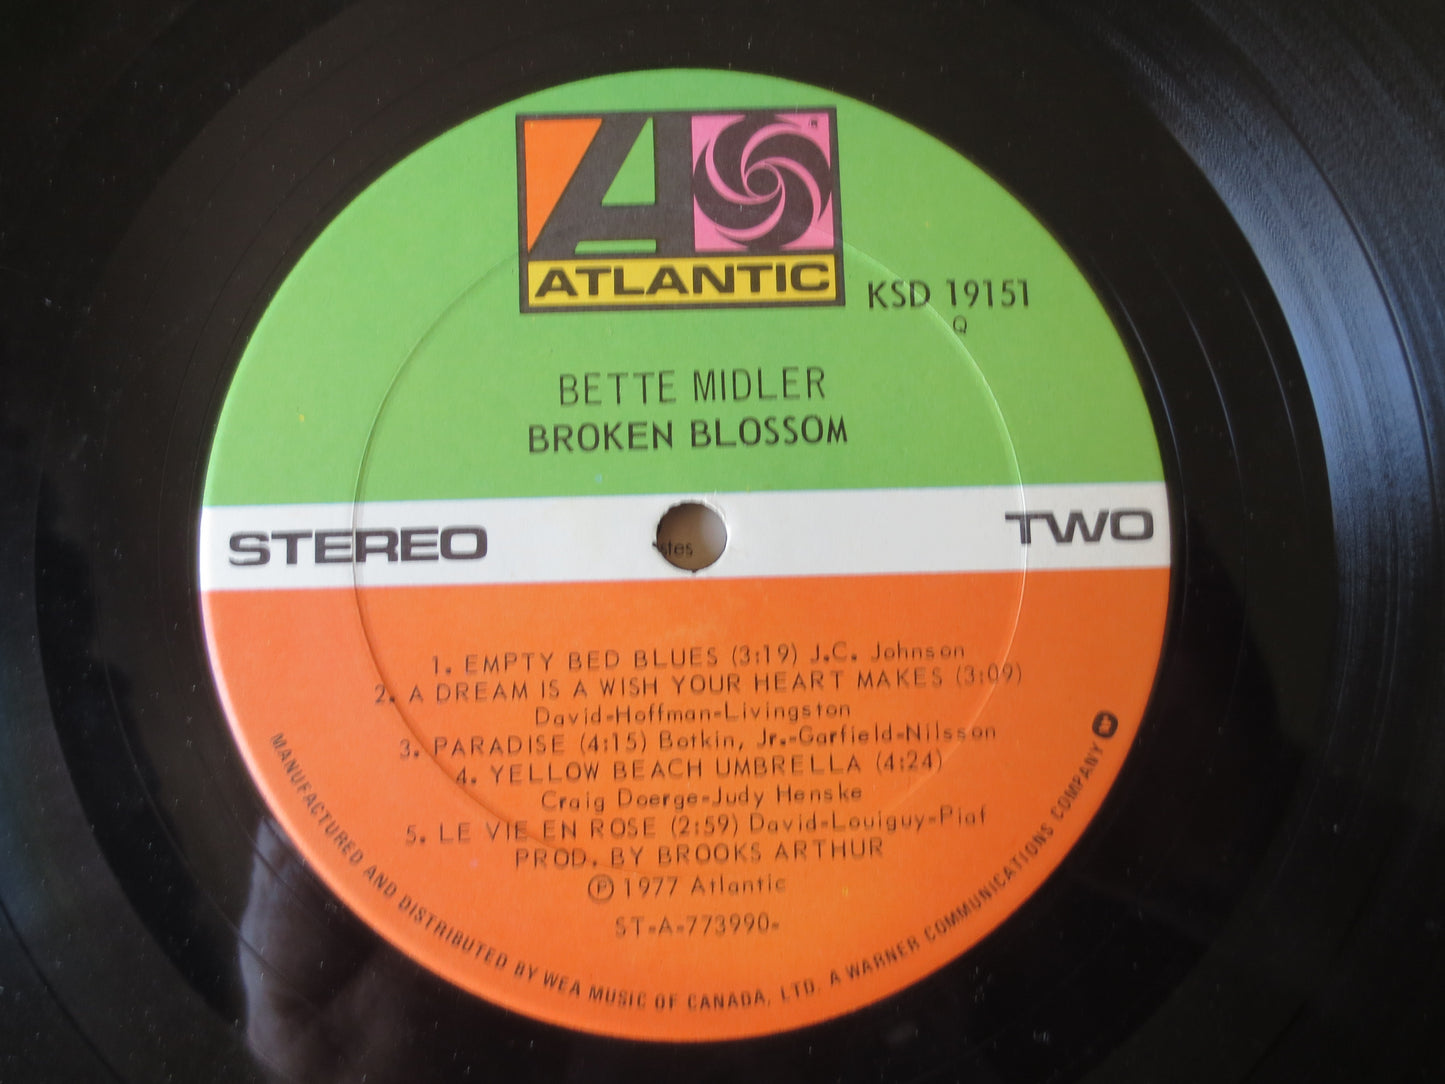 ATLANTIC
KSD 19151
Q
BETTE MIDLER
BROKEN BLOSSOM
STEREO
TWO
stes
1. EMPTY BED BLUES (3:19) J.C. Johnson
2. A DREAM IS A WISH YOUR HEART MAKES (3:09)
David-Hoffman-Livingston
3. PARADISE (4:15) Botkin, Jr.-Garfield-Nilsson
4. YELLOW BEACH UMBRELLA (4:24)
Craig Doerge-Judy Henske
5. LE VIE EN ROSE (2:59) David-Louiguy-Piaf
PROD. BY BROOKS ARTHUR
Ⓟ 1977 Atlantic
ST-A-773990-
MANUFACTURED AND DISTRIBUTED BY WEA MUSIC OF CANADA, LTD. A WARNER COMMUNICATIONS COMPANY